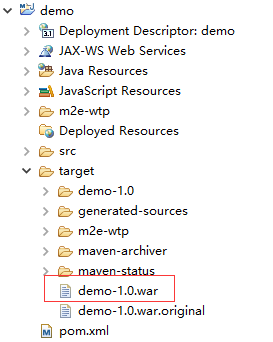 demo
Deployment Descriptor: demo
3.1
JAX-WS Web Services
Java Resources
JavaScript Resources
m2e-wtp
Deployed Resources
src
target
demo-1.0
generated-sources
m2e-wtp
maven-archiver
maven-status
demo-1.0.war
demo-1.0.war.original
pom.xml